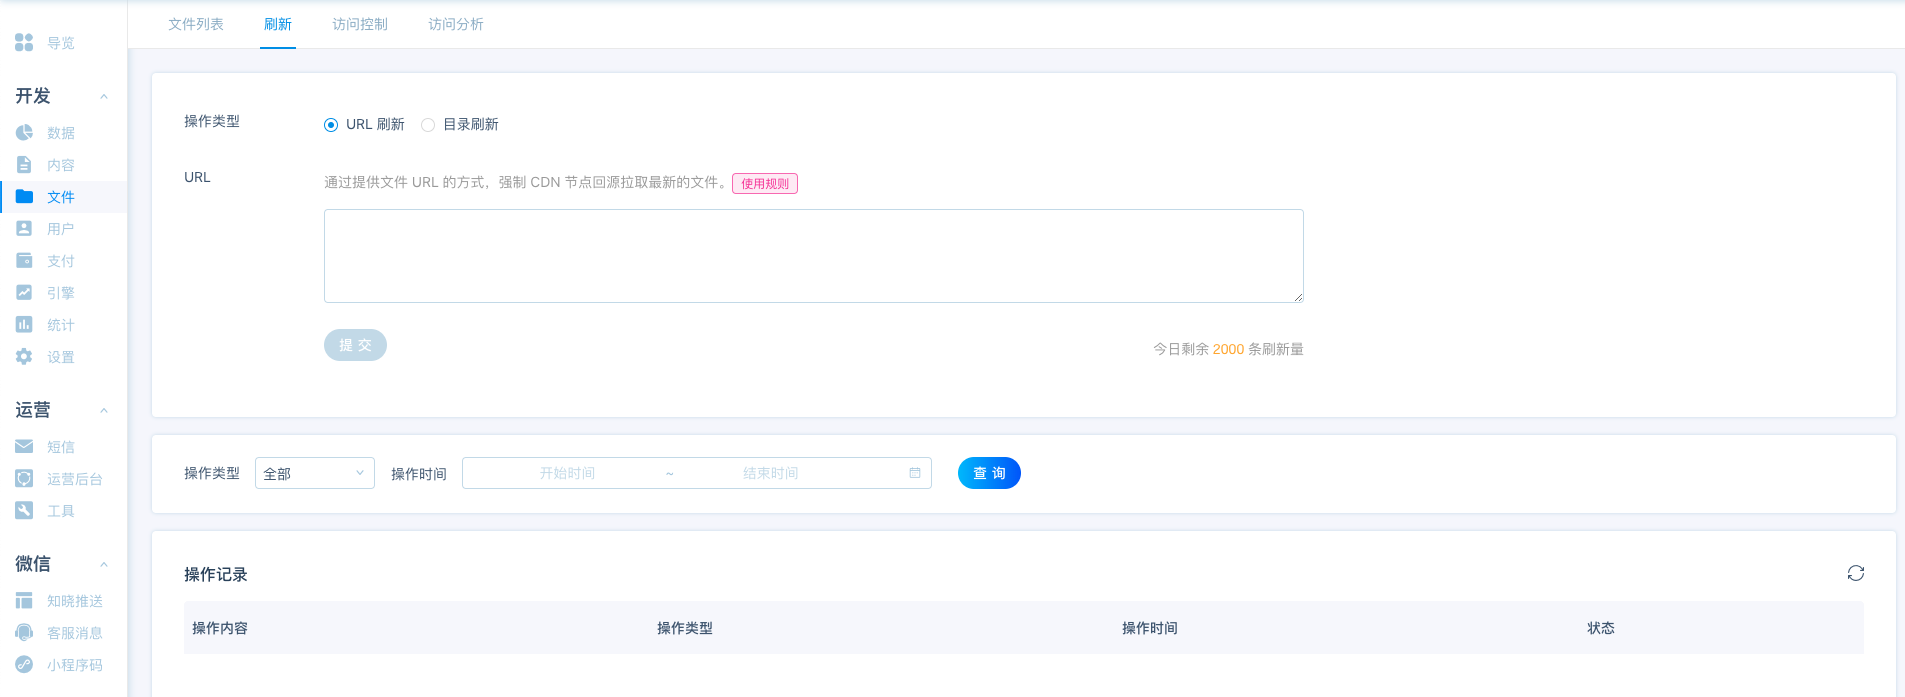 文件列表 刷新 访问控制 访问分析
导览
开发
数据
内容
文件
用户
支付
引擎
统计
设置
运营
短信
运营后台
工具
微信
知晓推送
客服消息
小程序码
操作类型 URL 刷新 目录刷新
URL 通过提供文件 URL 的方式，强制 CDN 节点回源拉取最新的文件。 使用规则
提 交 今日剩余 2000 条刷新量
操作类型 全部 操作时间 开始时间 ~ 结束时间 查 询
操作记录
操作内容 操作类型 操作时间 状态